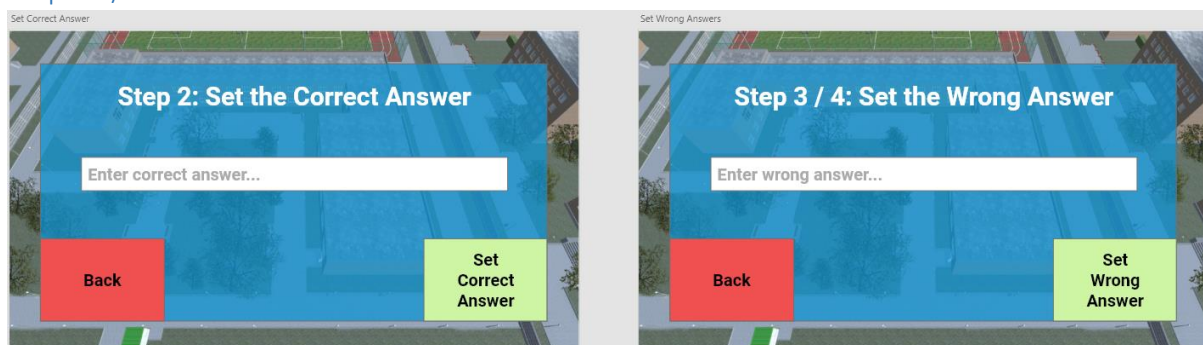 Set Correct Answer
Set Wrong Answers
Step 2: Set the Correct Answer
Enter correct answer...
Back
Set
Correct
Answer
Step 3 / 4: Set the Wrong Answer
Enter wrong answer...
Back
Set
Wrong
Answer